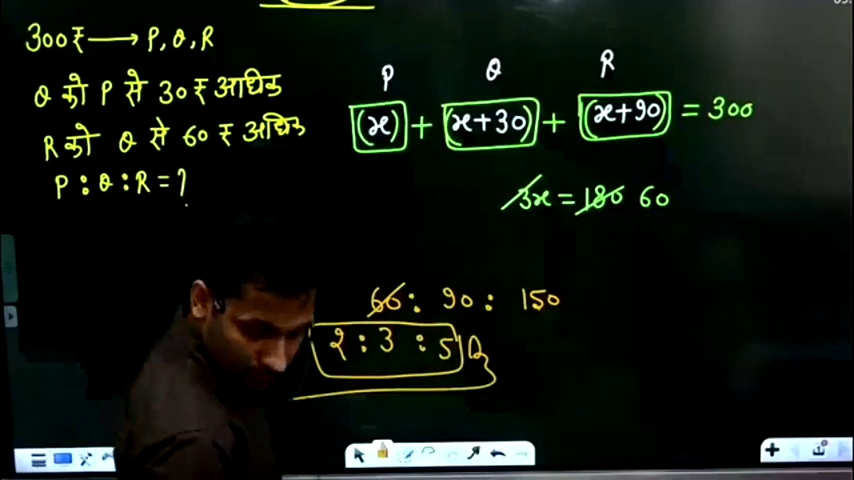 300₹ → P, Q, R
Q को P से 30 ₹ अधिक
R को Q से 60 ₹ अधिक
P : Q : R = ?
P Q R
(x) + (x+30) + (x+90) = 300
3x = 180 60
60 : 90 : 150
2 : 3 : 5